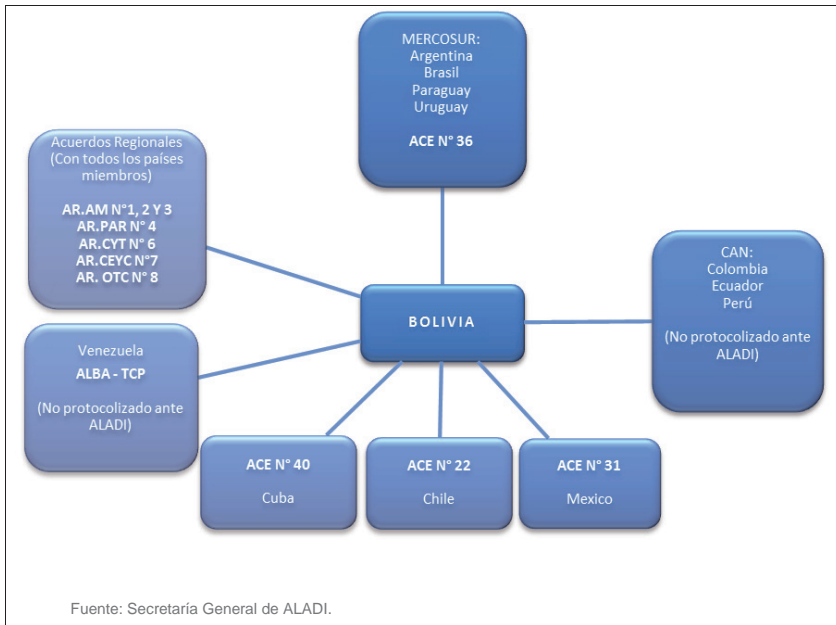 MERCOSUR:
Argentina
Brasil
Paraguay
Uruguay
ACE N° 36
Acuerdos Regionales
(Con todos los países
miembros)
AR.AM N°1, 2 Y 3
AR.PAR N° 4
AR.CYT N° 6
AR.CEYC N°7
AR. OTC N° 8
CAN:
Colombia
Ecuador
Perú
(No protocolizado ante
ALADI)
BOLIVIA
Venezuela
ALBA - TCP
(No protocolizado ante
ALADI)
ACE N° 40
Cuba
ACE N° 22
Chile
ACE N° 31
Mexico
Fuente: Secretaría General de ALADI.